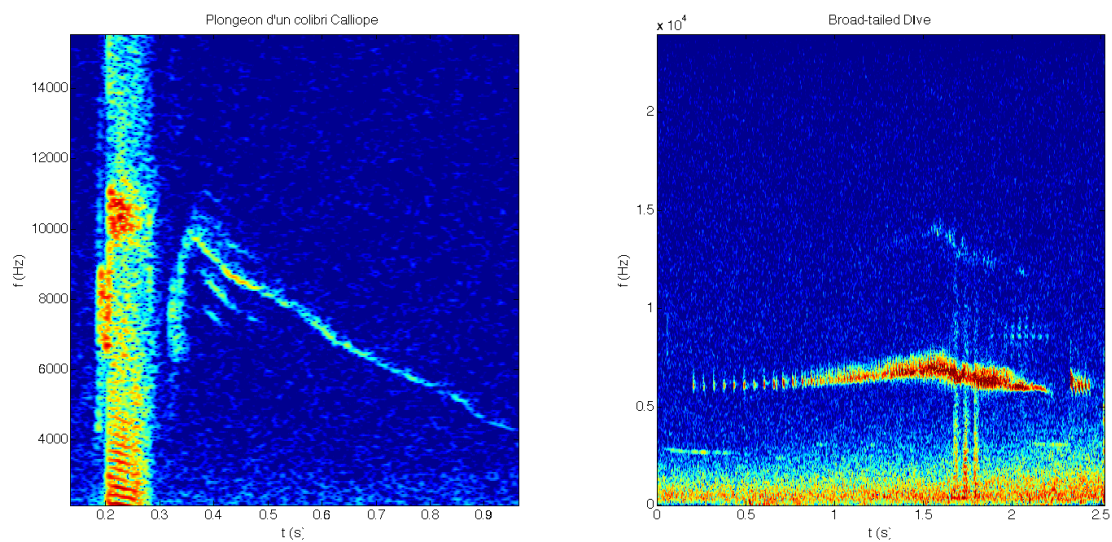 Plongeon d'un colibri Calliope
14000
12000
10000
8000
6000
4000
f (Hz)
0.2 0.3 0.4 0.5 0.6 0.7 0.8 0.9
t (s)
Broad-tailed Dive
x 10⁴
2
1.5
1
0.5
0
f (Hz)
0 0.5 1 1.5 2 2.5
t (s)